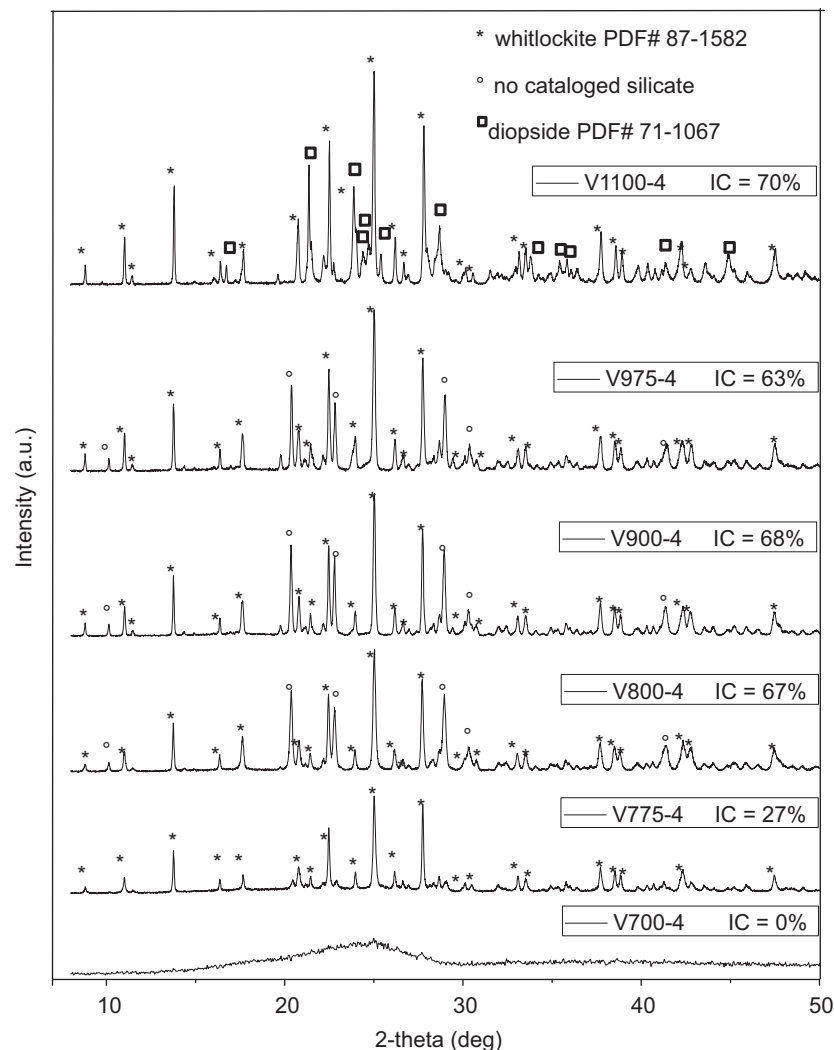 * whitlockite PDF# 87-1582
° no cataloged silicate
diopside PDF# 71-1067
V1100-4 IC = 70%
V975-4 IC = 63%
V900-4 IC = 68%
V800-4 IC = 67%
V775-4 IC = 27%
V700-4 IC = 0%
Intensity (a.u.)
10 20 30 40 50
2-theta (deg)